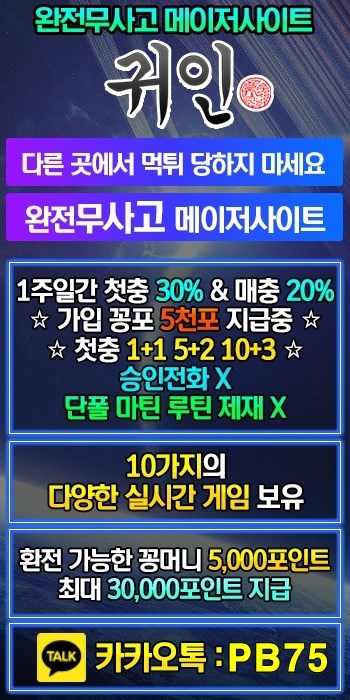 완전무사고 메이저사이트
귀인
다른 곳에서 먹튀 당하지 마세요
완전무사고 메이저사이트
1주일간 첫충 30% & 매충 20%
☆ 가입 꽁포 5천포 지급중 ☆
☆ 첫충 1+1 5+2 10+3 ☆
승인전화 X
단폴 마틴 루틴 제재 X
10가지의
다양한 실시간 게임 보유
환전 가능한 꽁머니 5,000포인트
최대 30,000포인트 지급
TALK 카카오톡 : PB75